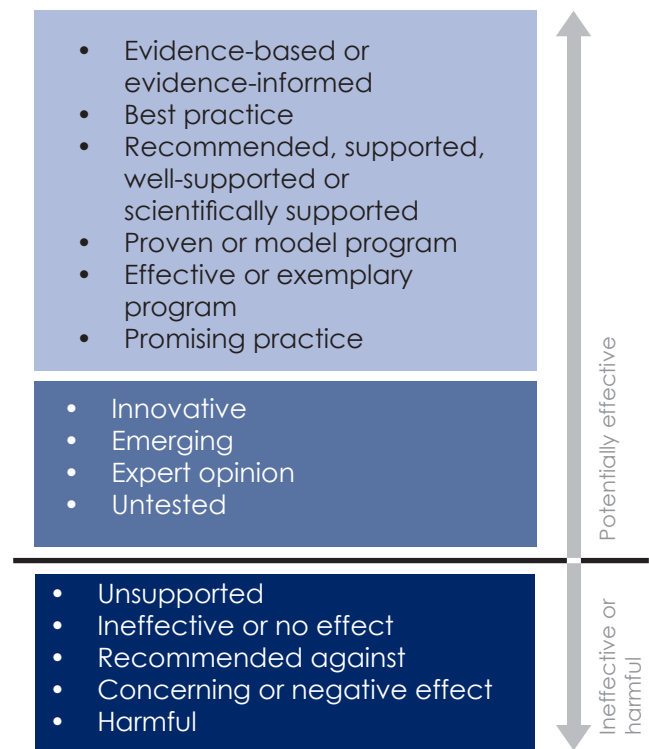 • Evidence-based or
evidence-informed
• Best practice
• Recommended, supported,
well-supported or
scientifically supported
• Proven or model program
• Effective or exemplary
program
• Promising practice
• Innovative
• Emerging
• Expert opinion
• Untested
Potentially effective
• Unsupported
• Ineffective or no effect
• Recommended against
• Concerning or negative effect
• Harmful
Ineffective or
harmful